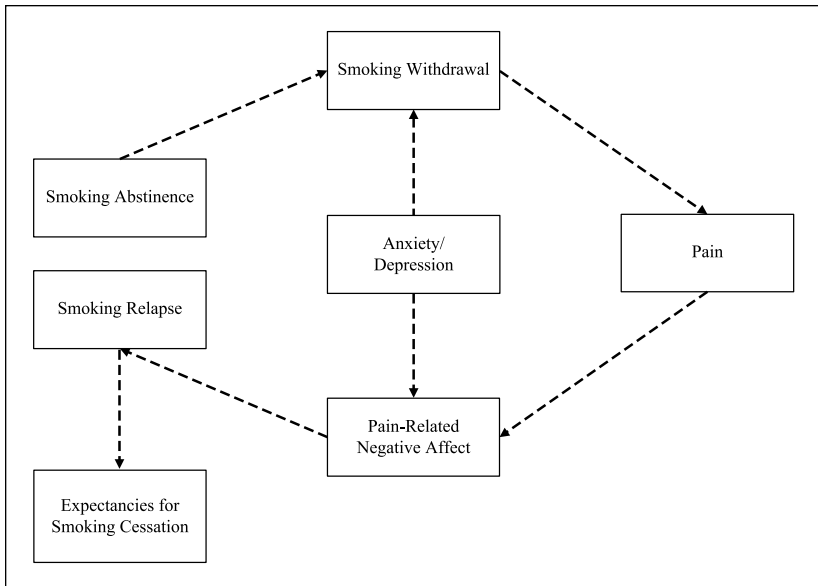 Smoking Withdrawal
Smoking Abstinence
Anxiety/
Depression
Pain
Smoking Relapse
Pain-Related
Negative Affect
Expectancies for
Smoking Cessation